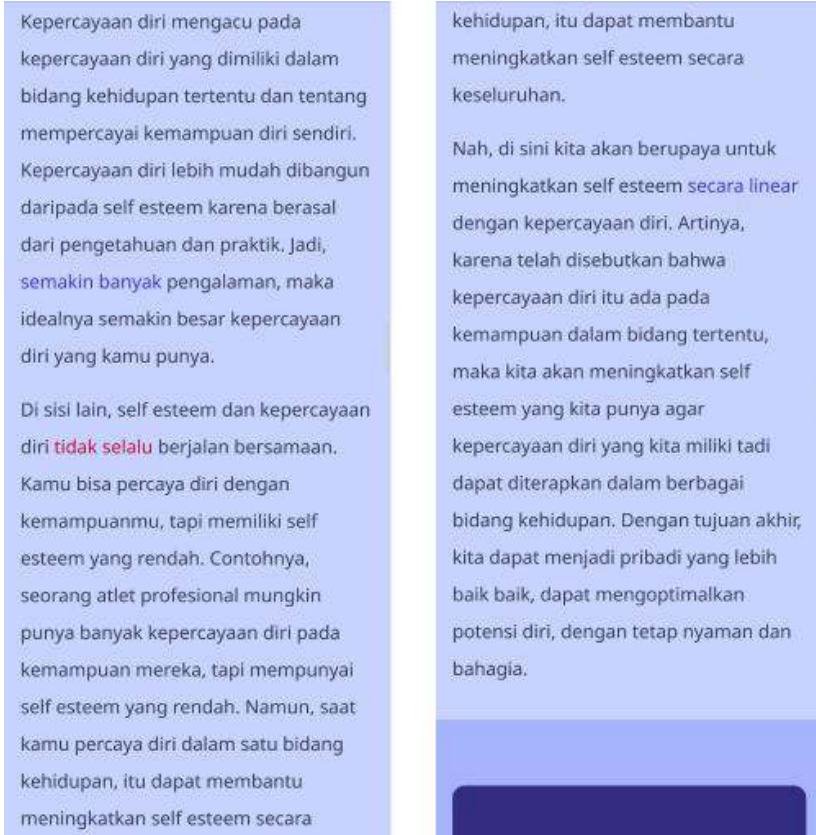 Kepercayaan diri mengacu pada
kepercayaan diri yang dimiliki dalam
bidang kehidupan tertentu dan tentang
mempercayai kemampuan diri sendiri.
Kepercayaan diri lebih mudah dibangun
daripada self esteem karena berasal
dari pengetahuan dan praktik. Jadi,
semakin banyak pengalaman, maka
idealnya semakin besar kepercayaan
diri yang kamu punya.
Di sisi lain, self esteem dan kepercayaan
diri tidak selalu berjalan bersamaan.
Kamu bisa percaya diri dengan
kemampuanmu, tapi memiliki self
esteem yang rendah. Contohnya,
seorang atlet profesional mungkin
punya banyak kepercayaan diri pada
kemampuan mereka, tapi mempunyai
self esteem yang rendah. Namun, saat
kamu percaya diri dalam satu bidang
kehidupan, itu dapat membantu
meningkatkan self esteem secara
kehidupan, itu dapat membantu
meningkatkan self esteem secara
keseluruhan.
Nah, di sini kita akan berupaya untuk
meningkatkan self esteem secara linear
dengan kepercayaan diri. Artinya,
karena telah disebutkan bahwa
kepercayaan diri itu ada pada
kemampuan dalam bidang tertentu,
maka kita akan meningkatkan self
esteem yang kita punya agar
kepercayaan diri yang kita miliki tadi
dapat diterapkan dalam berbagai
bidang kehidupan. Dengan tujuan akhir,
kita dapat menjadi pribadi yang lebih
baik baik, dapat mengoptimalkan
potensi diri, dengan tetap nyaman dan
bahagia.